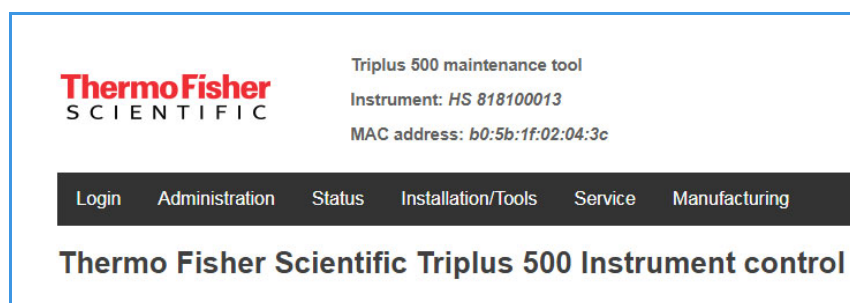 ThermoFisher
SCIENTIFIC
Triplus 500 maintenance tool
Instrument: HS 818100013
MAC address: b0:5b:1f:02:04:3c
Login Administration Status Installation/Tools Service Manufacturing
Thermo Fisher Scientific Triplus 500 Instrument control